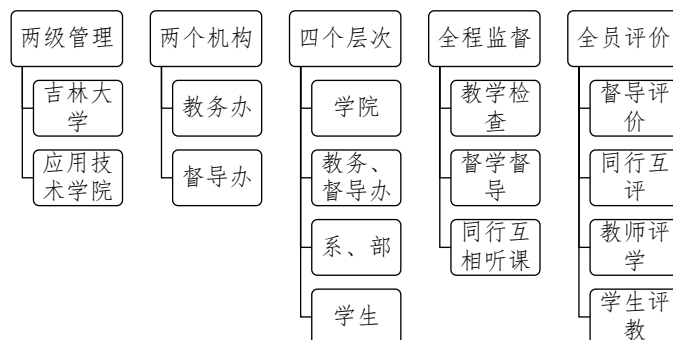 两级管理
吉林大
学
应用技
术学院
两个机构
教务办
督导办
四个层次
学院
教务、
督导办
系、部
学生
全程监督
教学检
查
督学督
导
同行互
相听课
全员评价
督导评
价
同行互
评
教师评
学
学生评
教